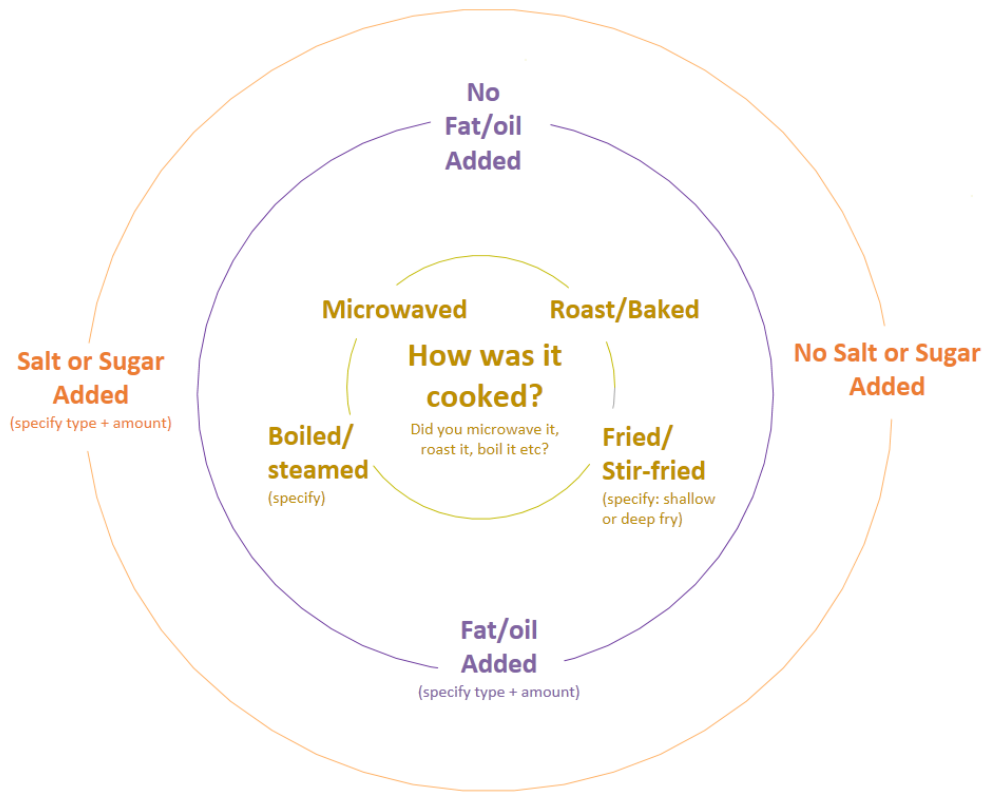 No
Fat/oil
Added
Microwaved
Roast/Baked
How was it
cooked?
Did you microwave it,
roast it, boil it etc?
Salt or Sugar
Added
(specify type + amount)
No Salt or Sugar
Added
Boiled/
steamed
(specify)
Fried/
Stir-fried
(specify: shallow
or deep fry)
Fat/oil
Added
(specify type + amount)